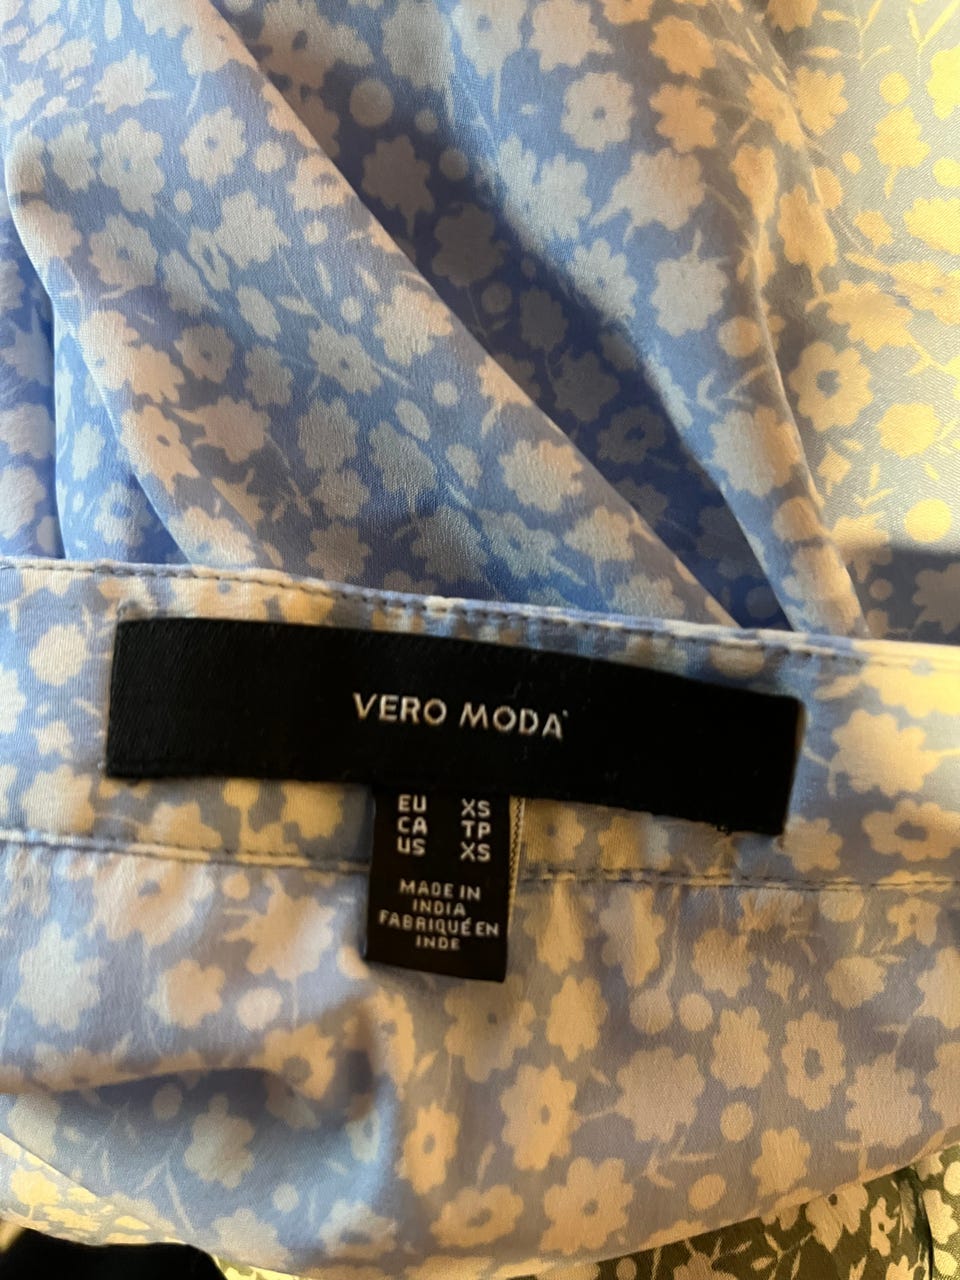 VERO MODA
EU XS
CA TP
US XS
MADE IN
INDIA
FABRIQUÉ EN
INDE